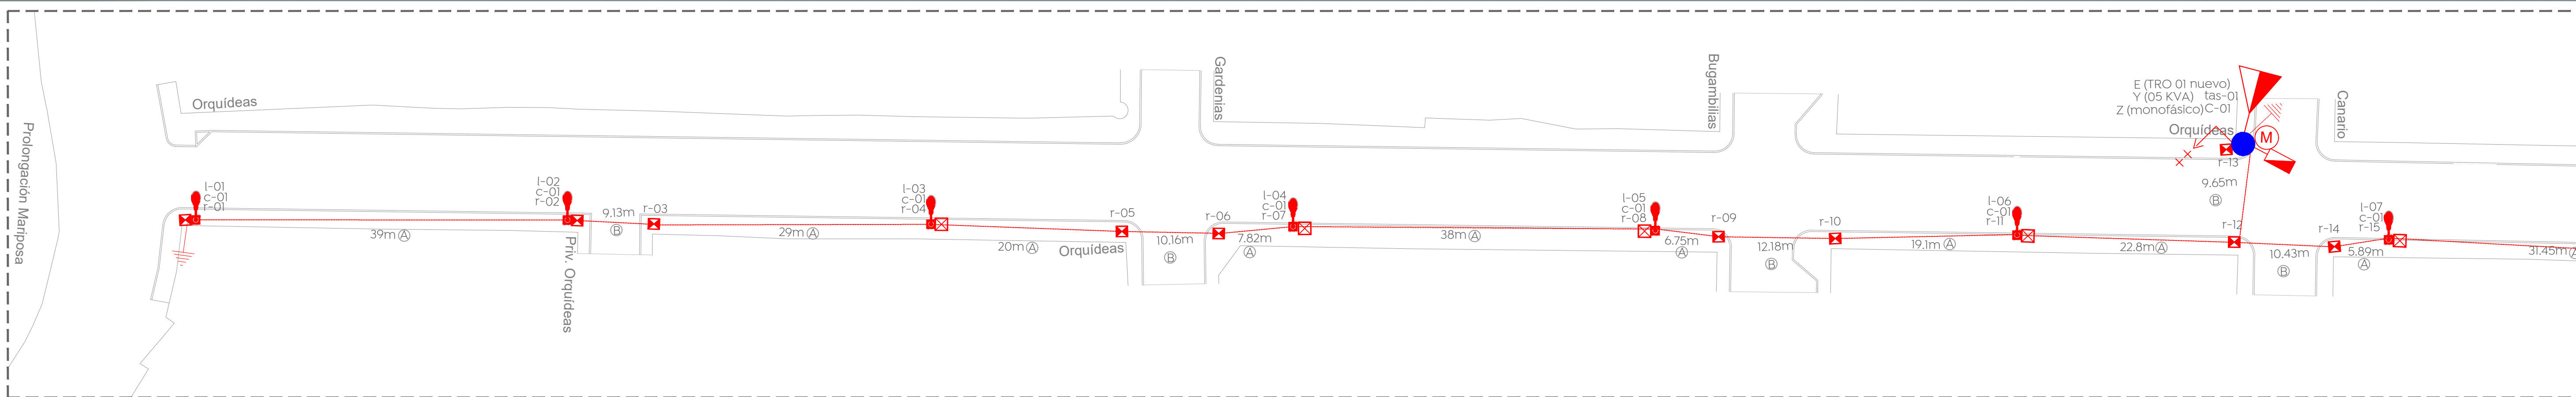 Prolongación Mariposa
Orquídeas
l-01
c-01
r-01
39m A
l-02
c-01
r-02
Priv. Orquídeas
9.13m
B
r-03
29m A
l-03
c-01
r-04
20m A
Orquídeas
r-05
10.16m
B
Gardenias
r-06
7.82m
A
l-04
c-01
r-07
38m A
l-05
c-01
r-08
6.75m
A
Bugambilias
r-09
12.18m
B
r-10
19.1m A
l-06
c-01
r-11
22.8m A
E (TRO 01 nuevo)
Y (05 KVA) tas-01
Z (monofásico) C-01
Orquídeas
M
r-13
9.65m
B
r-12
10.43m
B
Canario
r-14
5.89m
A
l-07
c-01
r-15
31.45m